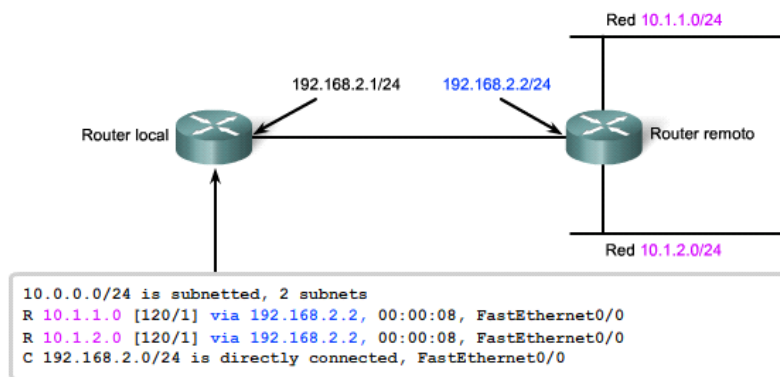 Red 10.1.1.0/24
192.168.2.1/24
192.168.2.2/24
Router local
Router remoto
Red 10.1.2.0/24
10.0.0.0/24 is subnetted, 2 subnets
R 10.1.1.0 [120/1] via 192.168.2.2, 00:00:08, FastEthernet0/0
R 10.1.2.0 [120/1] via 192.168.2.2, 00:00:08, FastEthernet0/0
C 192.168.2.0/24 is directly connected, FastEthernet0/0